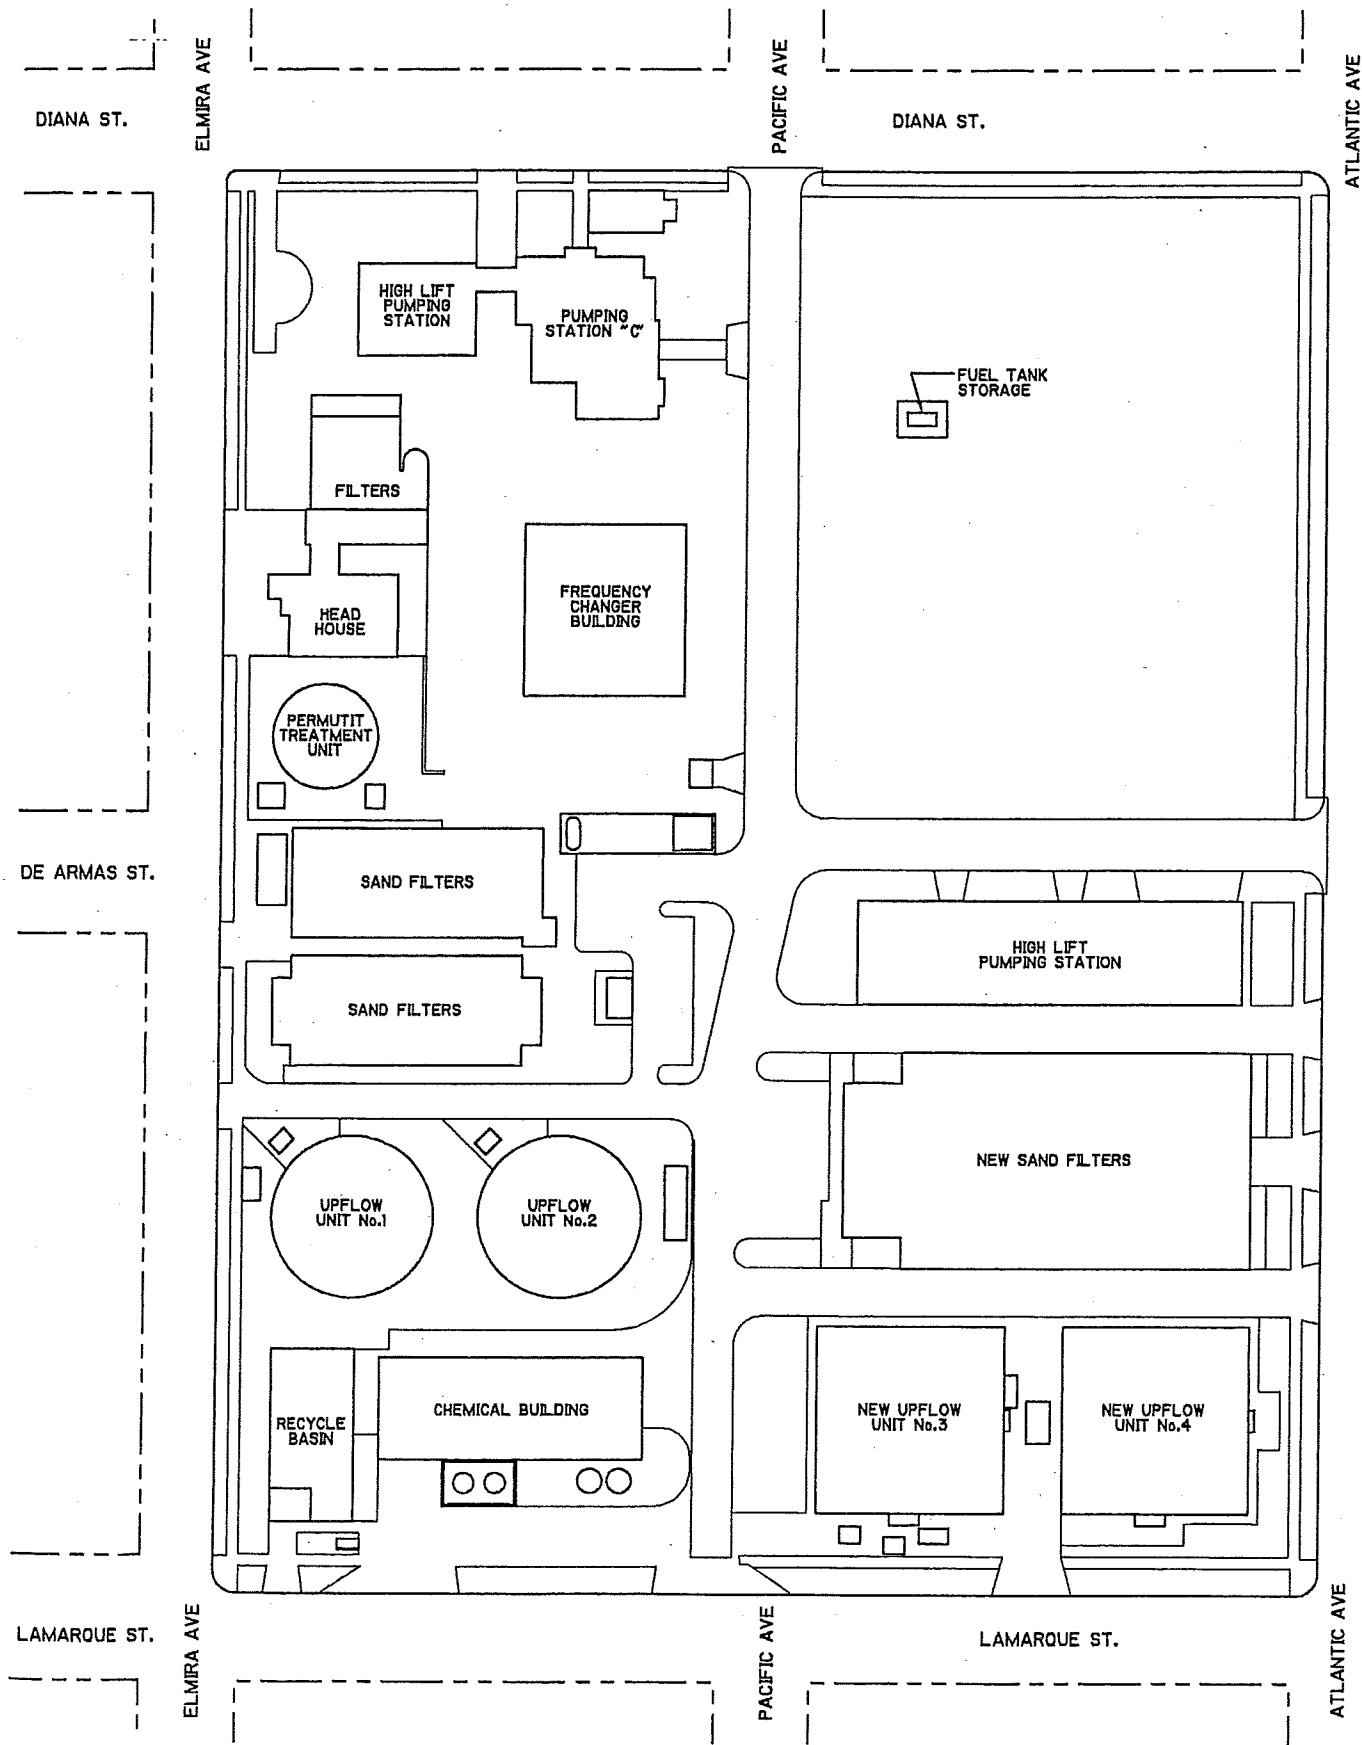 ELMIRA AVE
PACIFIC AVE
ATLANTIC AVE
DIANA ST.
DIANA ST.
HIGH LIFT
PUMPING
STATION
PUMPING
STATION "C"
FUEL TANK
STORAGE
FILTERS
FREQUENCY
CHANGER
BUILDING
HEAD
HOUSE
PERMUTIT
TREATMENT
UNIT
DE ARMAS ST.
SAND FILTERS
HIGH LIFT
PUMPING STATION
SAND FILTERS
NEW SAND FILTERS
UPFLOW
UNIT No.1
UPFLOW
UNIT No.2
RECYCLE
BASIN
CHEMICAL BUILDING
NEW UPFLOW
UNIT No.3
NEW UPFLOW
UNIT No.4
LAMARQUE ST.
ELMIRA AVE
PACIFIC AVE
LAMARQUE ST.
ATLANTIC AVE